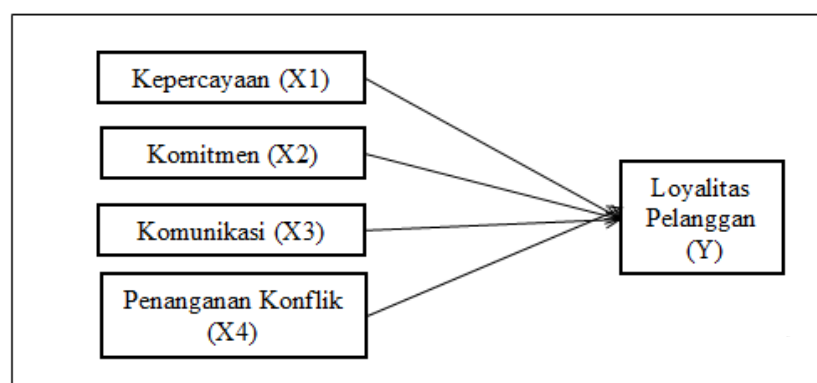 Kepercayaan (X1)
Komitmen (X2)
Komunikasi (X3)
Penanganan Konflik
(X4)
Loyalitas
Pelanggan
(Y)